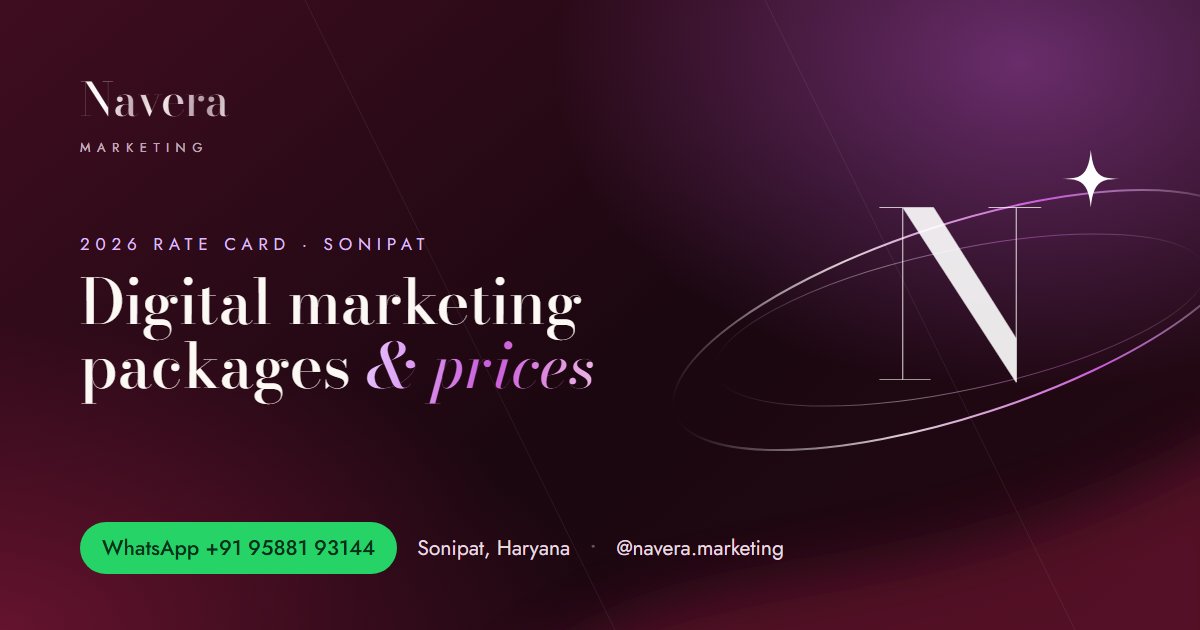 Navera
MARKETING
2026 RATE CARD · SONIPAT
Digital marketing
packages & prices
N
WhatsApp +91 95881 93144
Sonipat, Haryana · @navera.marketing